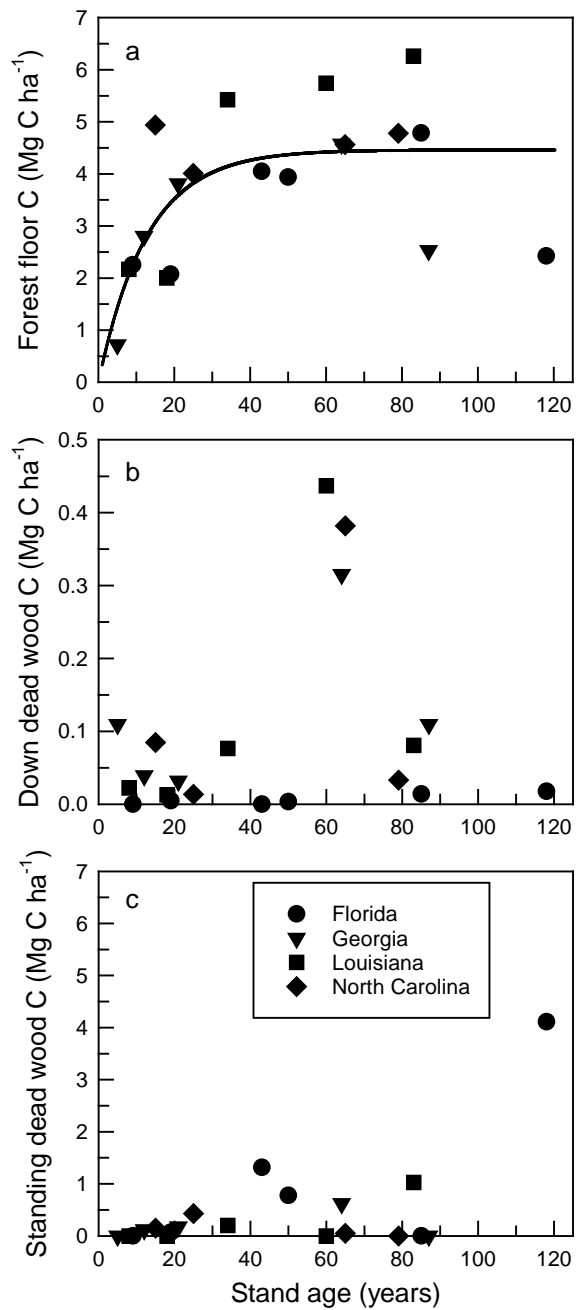 7
a
6
5
4
3
2
1
0
Forest floor C (Mg C ha⁻¹)
0 20 40 60 80 100 120
0.5
b
0.4
0.3
0.2
0.1
0.0
Down dead wood C (Mg C ha⁻¹)
0 20 40 60 80 100 120
7
c
6
5
4
3
2
1
0
Standing dead wood C (Mg C ha⁻¹)
Florida
Georgia
Louisiana
North Carolina
0 20 40 60 80 100 120
Stand age (years)